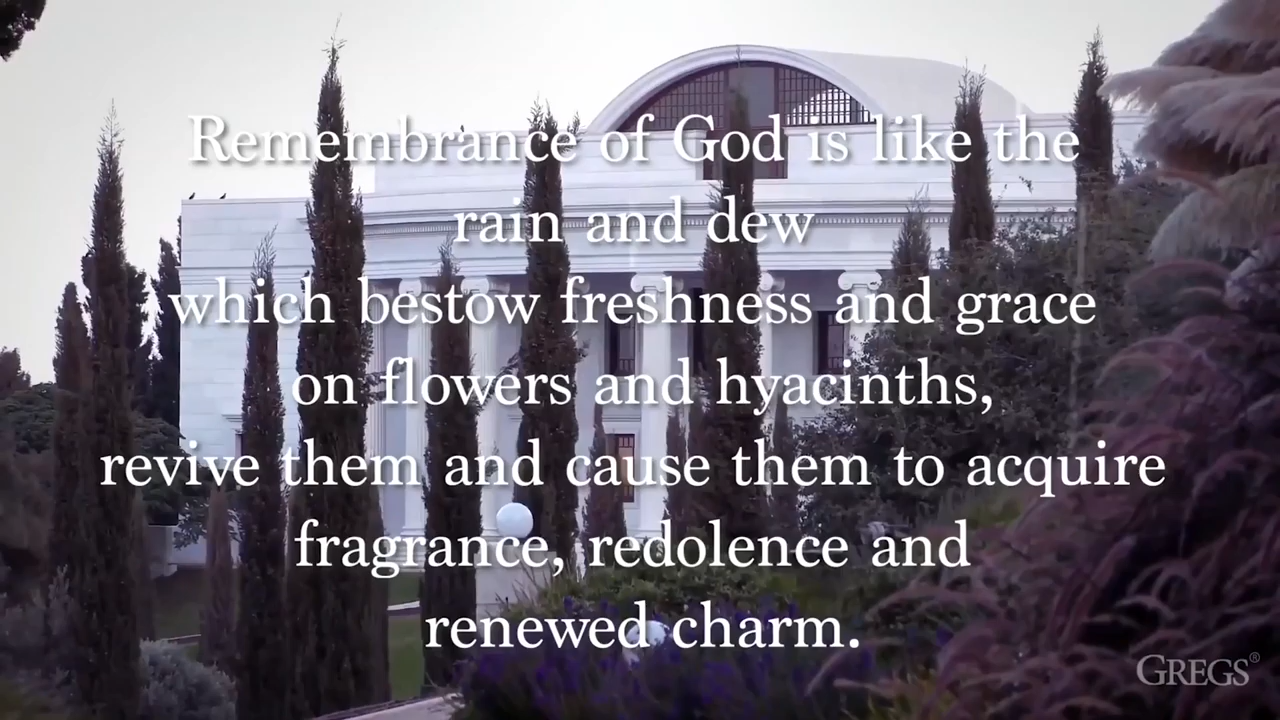 Remembrance of God is like the
rain and dew
which bestow freshness and grace
on flowers and hyacinths,
revive them and cause them to acquire
fragrance, redolence and
renewed charm.
GREGS®